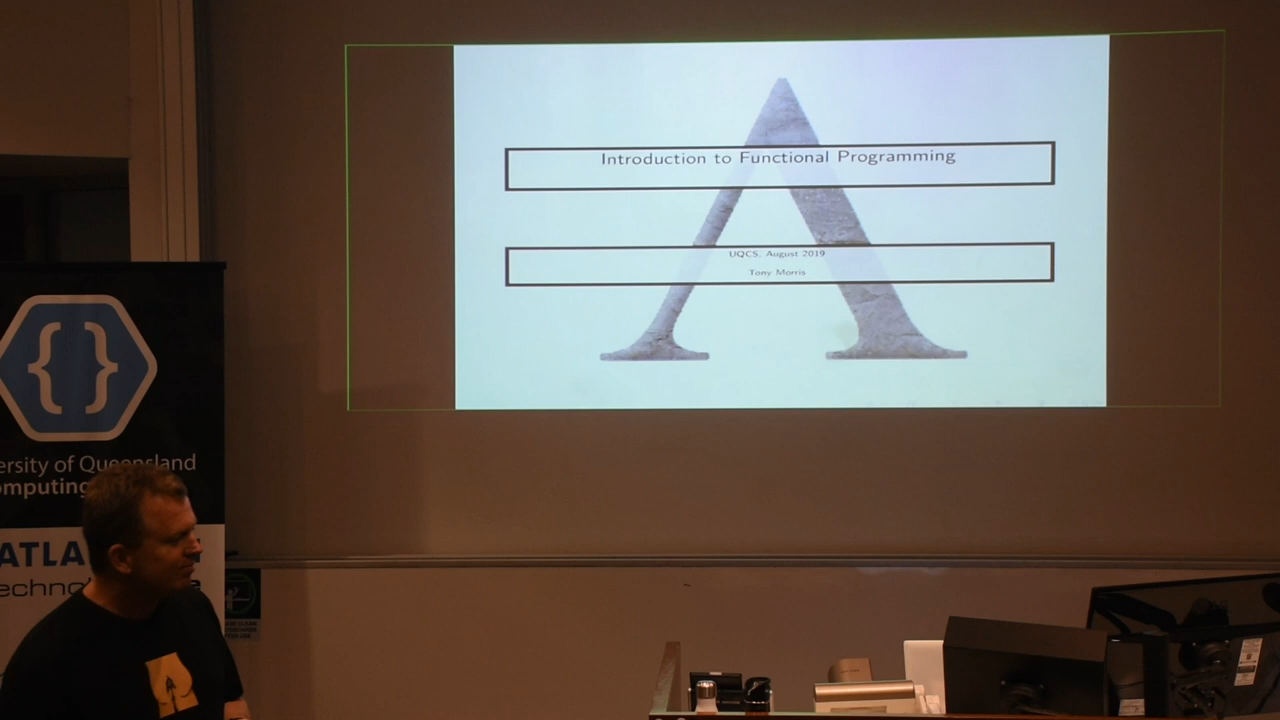 Introduction to Functional Programming
UQCS, August 2019
Tony Morris
{}
ersity of Queensland
omputing
ATLA
echno